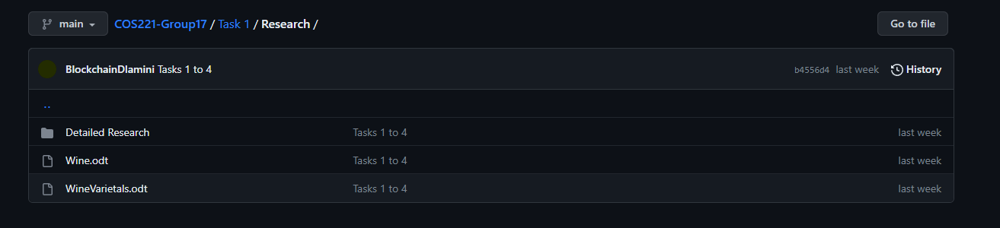 main COS221-Group17 / Task 1 / Research / Go to file
BlockchainDlamini Tasks 1 to 4 b4556d4 last week History
..
Detailed Research Tasks 1 to 4 last week
Wine.odt Tasks 1 to 4 last week
WineVarietals.odt Tasks 1 to 4 last week